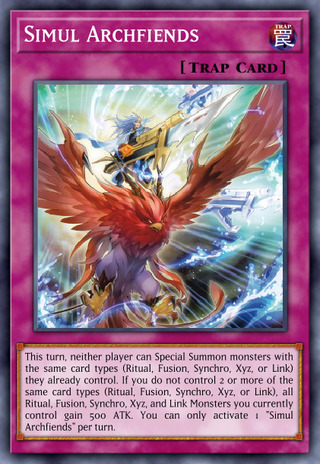 Simul Archfiends
TRAP
罠
[Trap Card]
This turn, neither player can Special Summon monsters with
the same card types (Ritual, Fusion, Synchro, Xyz, or Link)
they already control. If you do not control 2 or more of the
same card types (Ritual, Fusion, Synchro, Xyz, or Link), all
Ritual, Fusion, Synchro, Xyz, and Link Monsters you currently
control gain 500 ATK. You can only activate 1 "Simul
Archfiends" per turn.